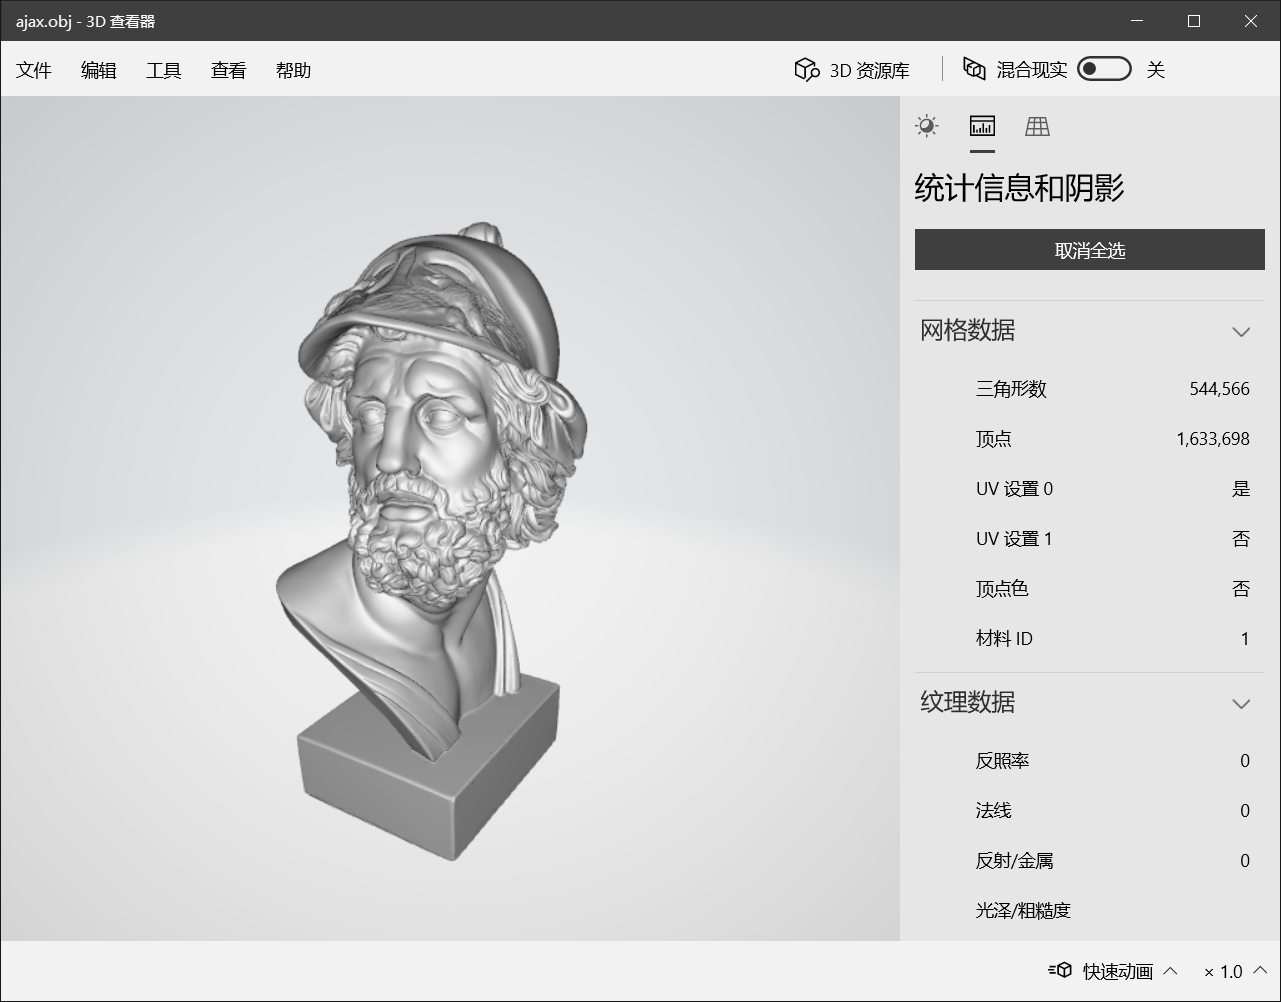 ajax.obj - 3D 查看器
文件 编辑 工具 查看 帮助 3D 资源库 混合现实 关
统计信息和阴影
取消全选
网格数据
三角形数 544,566
顶点 1,633,698
UV 设置 0 是
UV 设置 1 否
顶点色 否
材料 ID 1
纹理数据
反照率 0
法线 0
反射/金属 0
光泽/粗糙度
快速动画 × 1.0